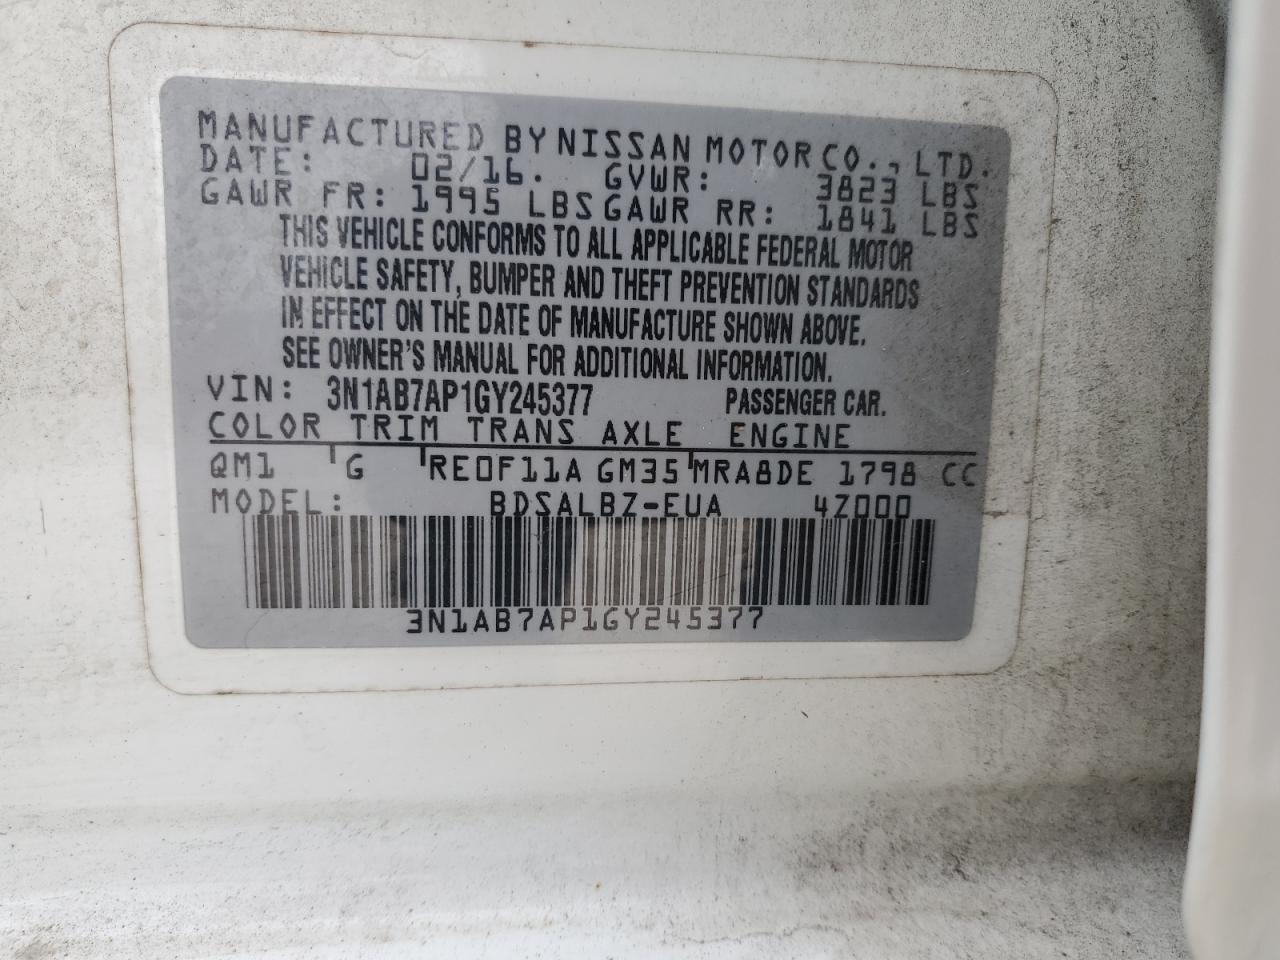 MANUFACTURED BY NISSAN MOTOR CO., LTD.
DATE: 02/16. GVWR: 3823 LBS
GAWR FR: 1995 LBS GAWR RR: 1841 LBS
THIS VEHICLE CONFORMS TO ALL APPLICABLE FEDERAL MOTOR
VEHICLE SAFETY, BUMPER AND THEFT PREVENTION STANDARDS
IN EFFECT ON THE DATE OF MANUFACTURE SHOWN ABOVE.
SEE OWNER'S MANUAL FOR ADDITIONAL INFORMATION.
VIN: 3N1AB7AP1GY245377 PASSENGER CAR.
COLOR TRIM TRANS AXLE ENGINE
QM1 G RE0F11A GM35 MRA8DE 1798 CC
MODEL: BDSALBZ-EUA 4Z000
3N1AB7AP1GY245377